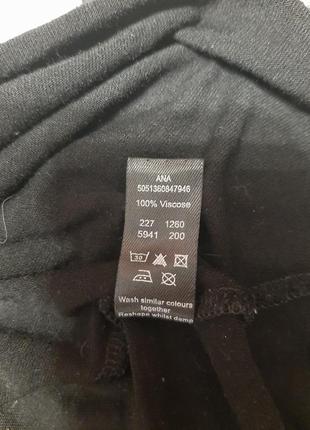 ANA
5051360847946
100% Viscose
227 1260
5941 200
30
Wash similar colours
together
Reshape whilst damp